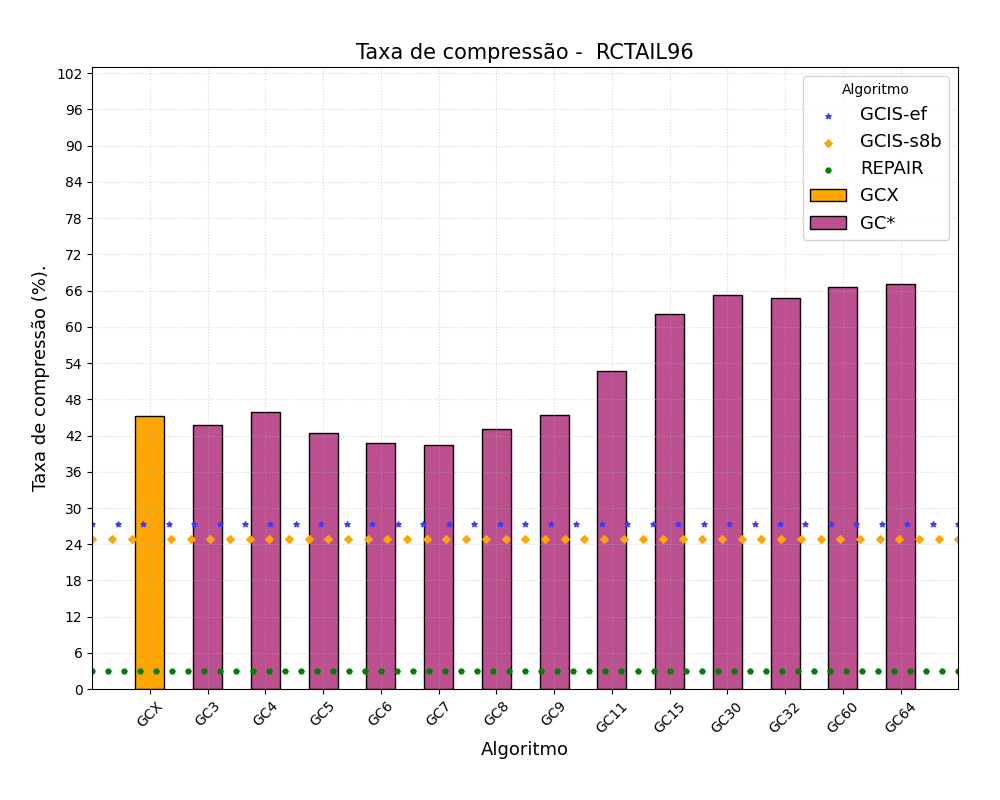 Taxa de compressão -  RCTAIL96
Taxa de compressão (%).
102
96
90
84
78
72
66
60
54
48
42
36
30
24
18
12
6
0
Algoritmo
GCIS-ef
GCIS-s8b
REPAIR
GCX
GC*
GCX
GC3
GC4
GC5
GC6
GC7
GC8
GC9
GC11
GC15
GC30
GC32
GC60
GC64
Algoritmo